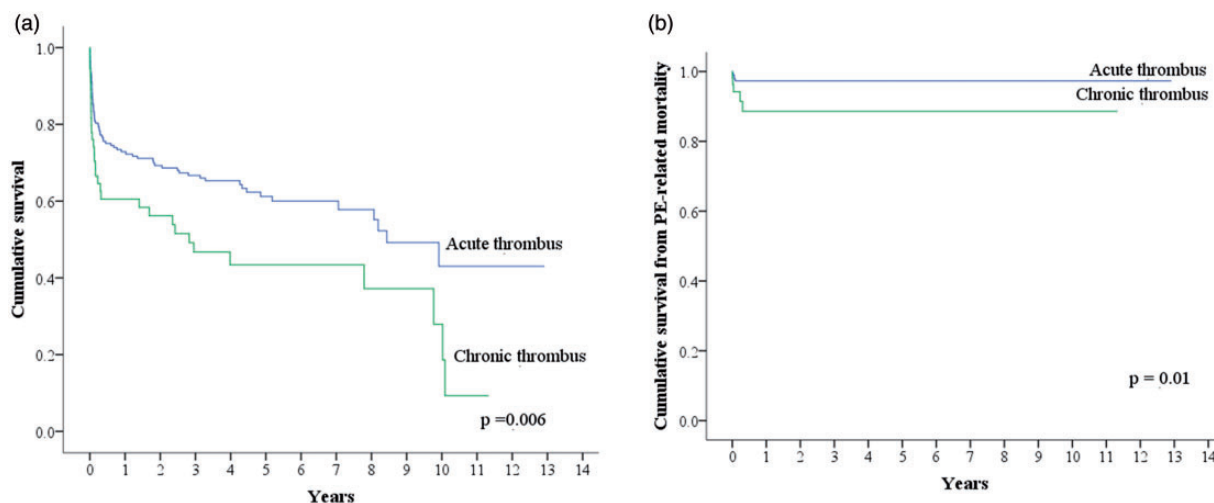 (a)
Cumulative survival
1.0
0.8
0.6
0.4
0.2
0.0
Acute thrombus
Chronic thrombus
p =0.006
0 1 2 3 4 5 6 7 8 9 10 11 12 13 14
Years
(b)
Cumulative survival from PE-related mortality
1.0
0.8
0.6
0.4
0.2
0.0
Acute thrombus
Chronic thrombus
p = 0.01
0 1 2 3 4 5 6 7 8 9 10 11 12 13 14
Years